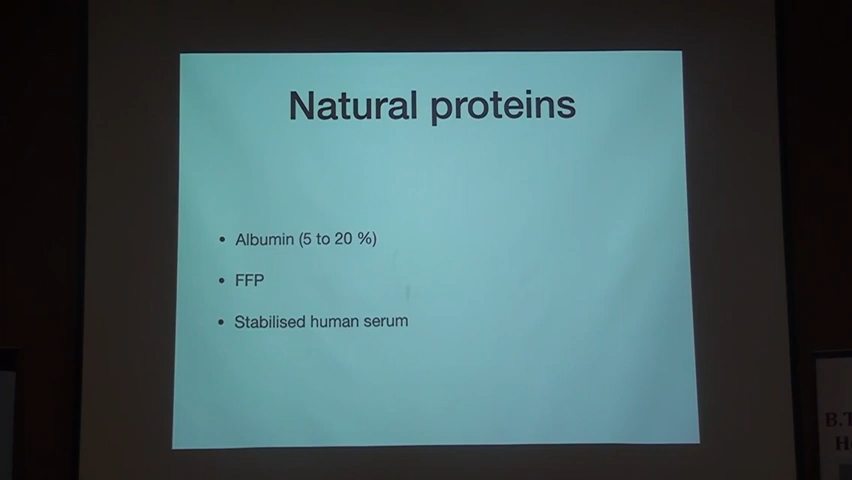 Natural proteins
• Albumin (5 to 20 %)
• FFP
• Stabilised human serum